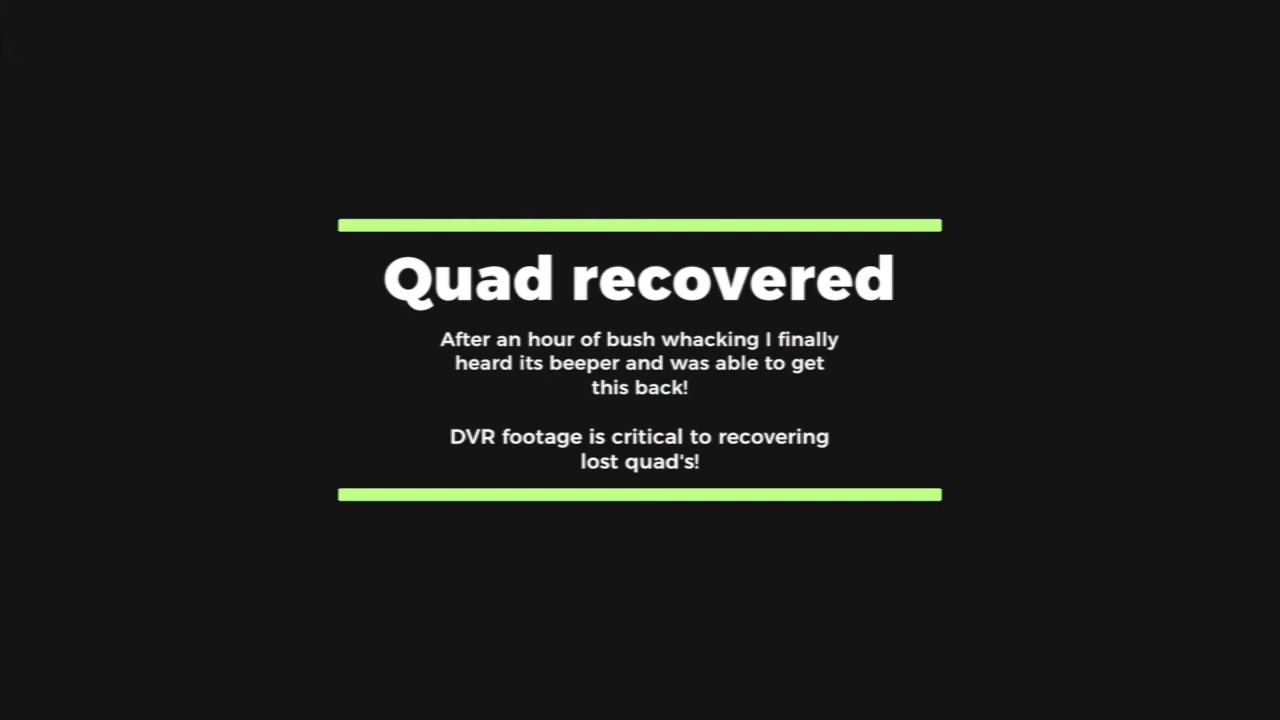 Quad recovered
After an hour of bush whacking I finally
heard its beeper and was able to get
this back!
DVR footage is critical to recovering
lost quad's!